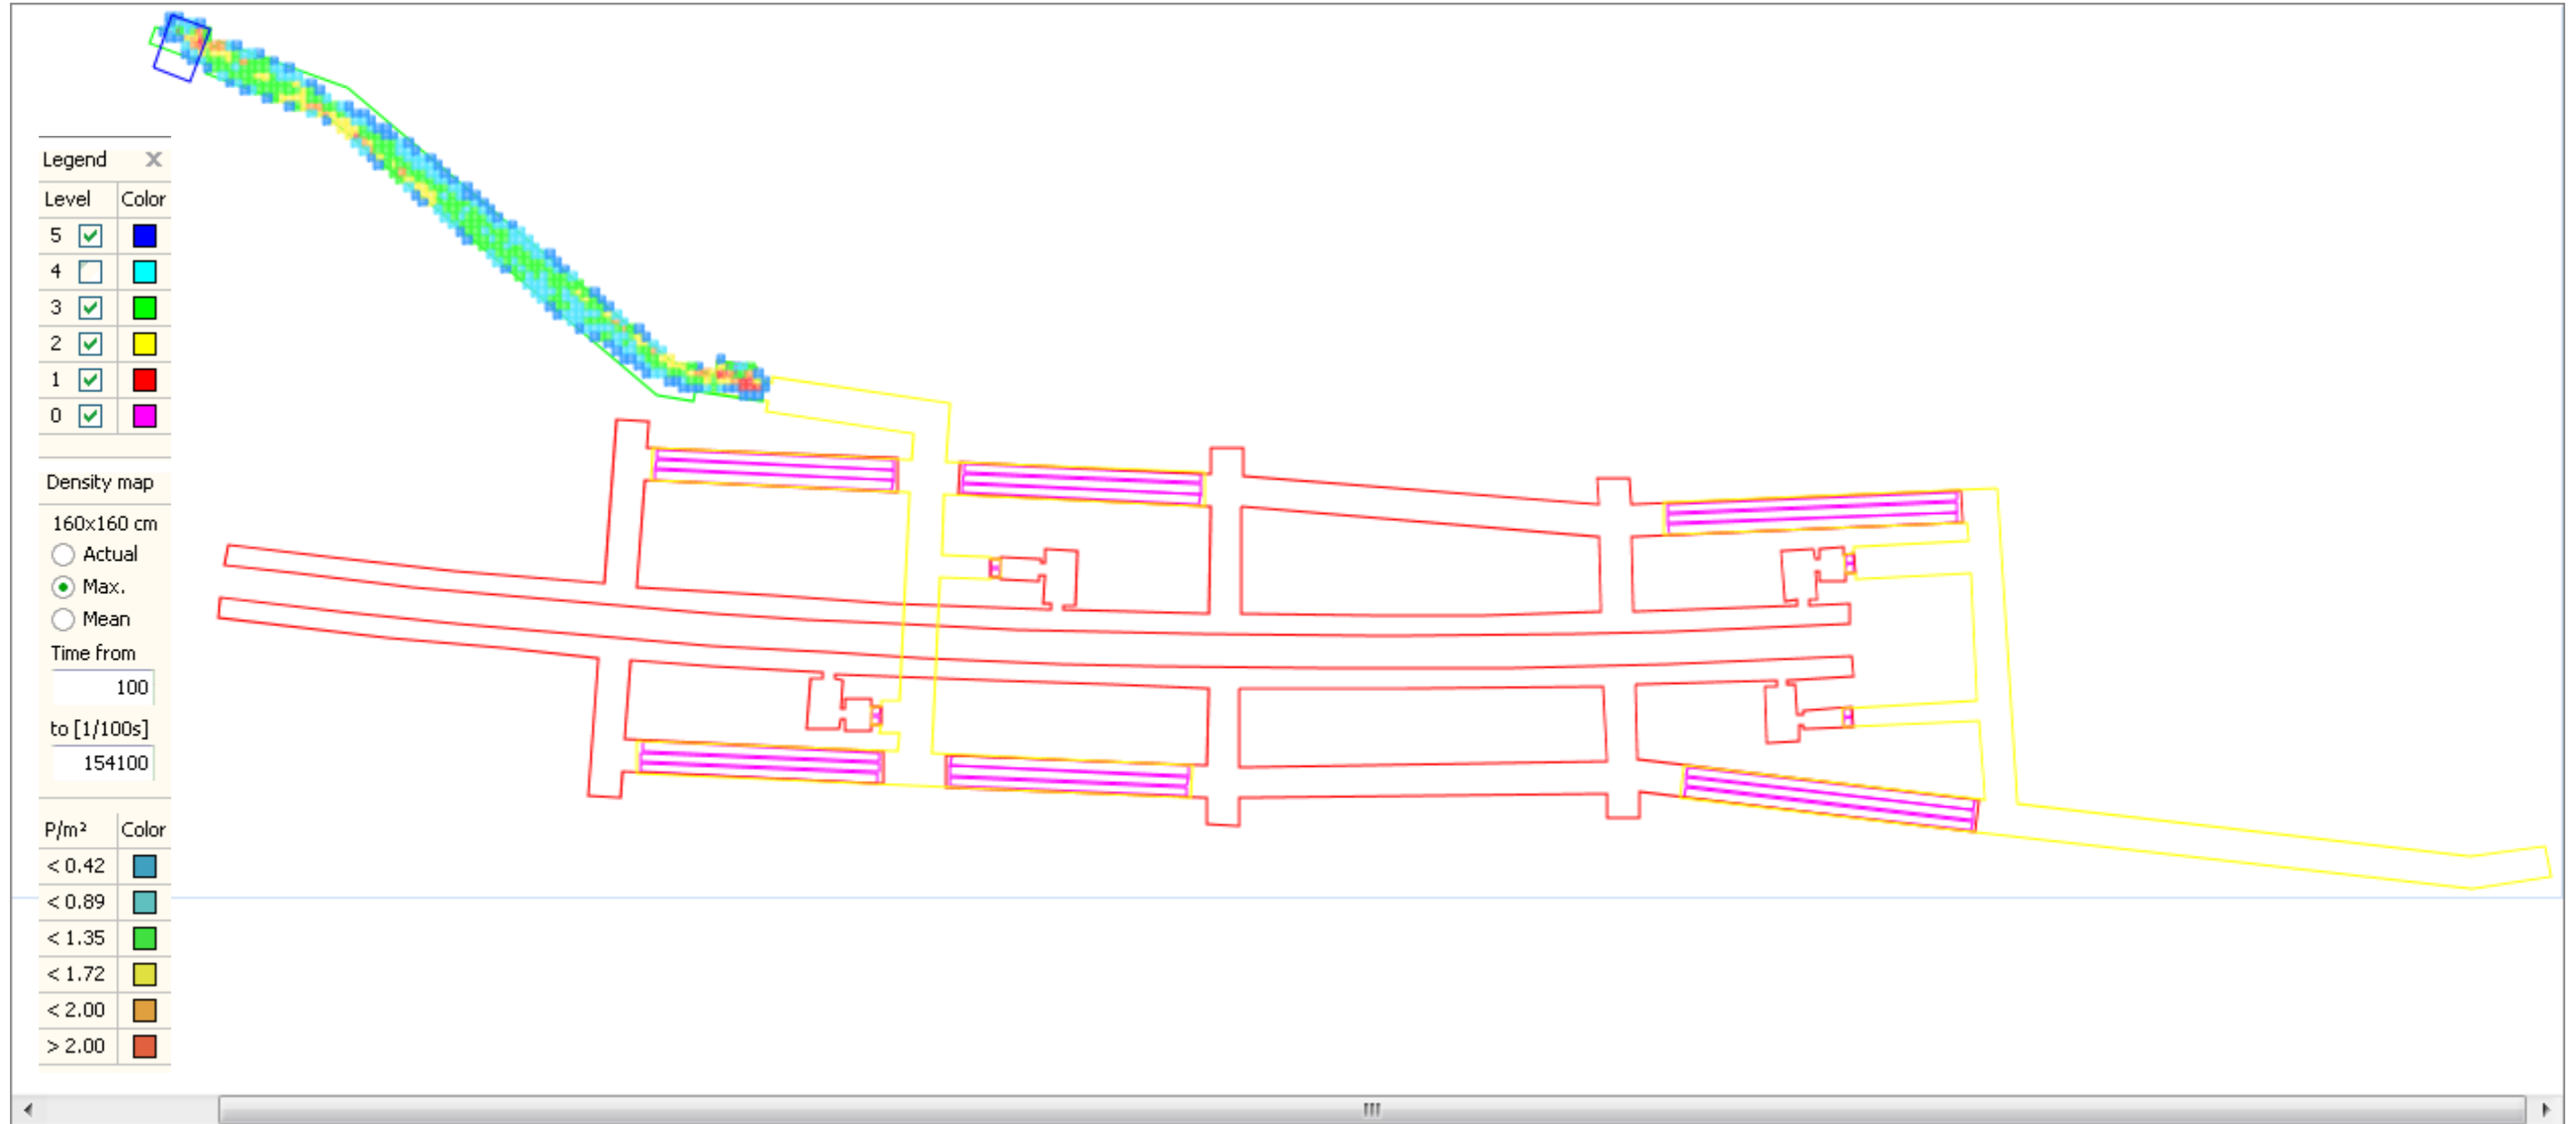 Legend X
Level Color
5
4
3
2
1
0
Density map
160x160 cm
Actual
Max.
Mean
Time from
100
to [1/100s]
154100
P/m² Color
< 0.42
< 0.89
< 1.35
< 1.72
< 2.00
> 2.00